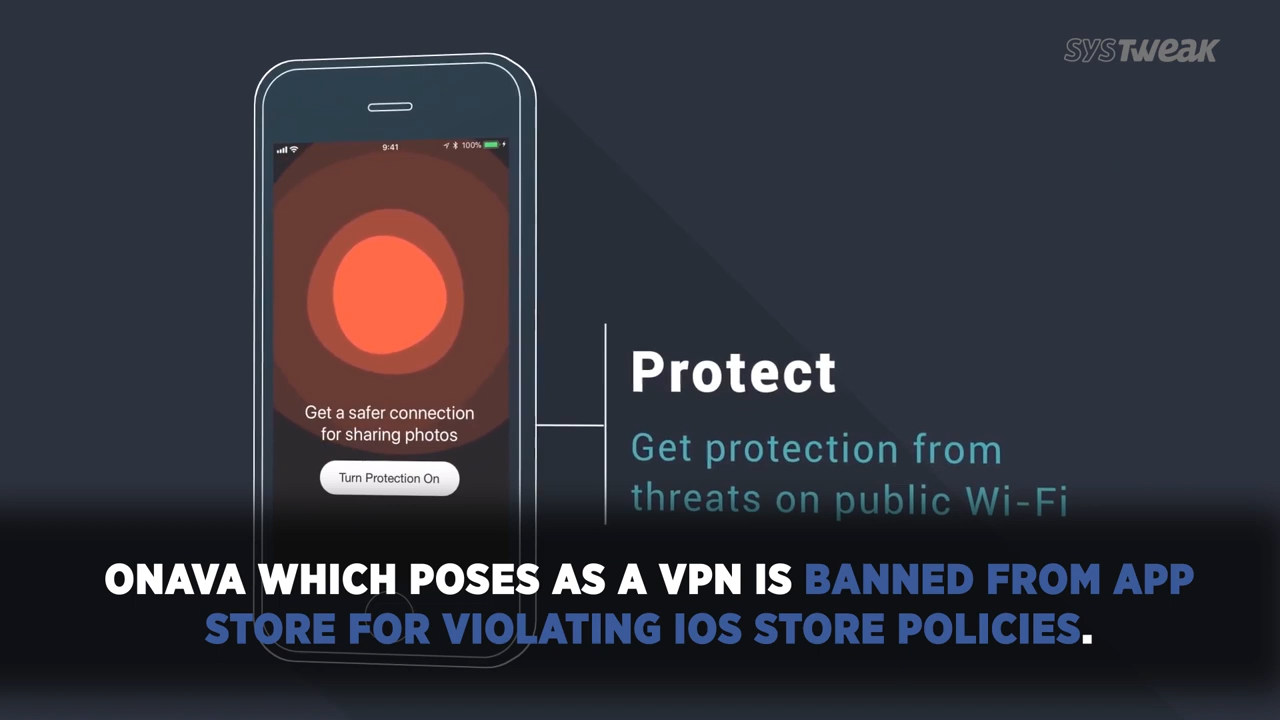 SYSTWEAK
9:41
100%
Get a safer connection
for sharing photos
Turn Protection On
Protect
Get protection from
threats on public Wi-Fi
ONAVA WHICH POSES AS A VPN IS BANNED FROM APP
STORE FOR VIOLATING IOS STORE POLICIES.